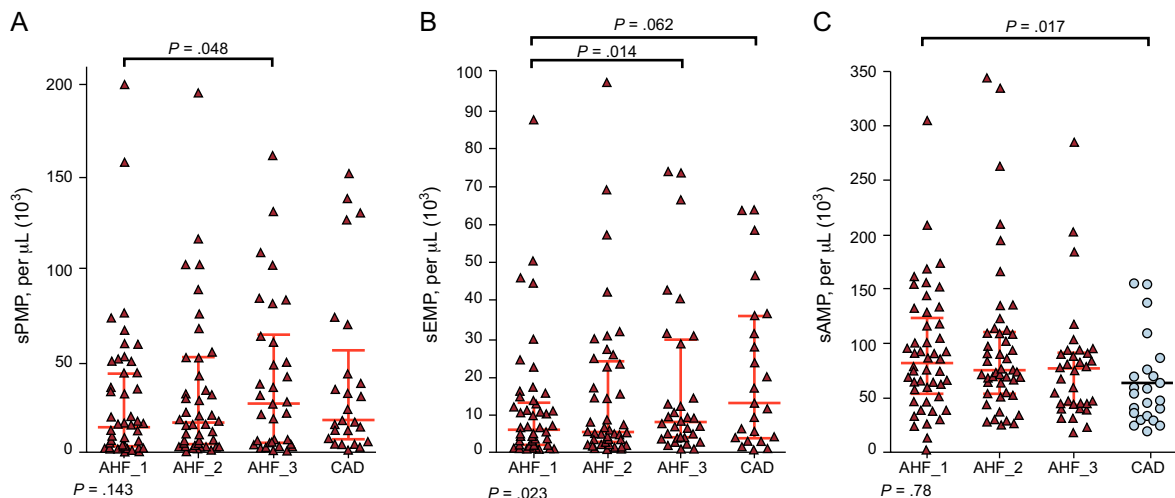 A
P = .048
sPMP, per μL (10³)
200
150
100
50
0
AHF_1 AHF_2 AHF_3 CAD
P = .143
B
P = .062
P = .014
sEMP, per μL (10³)
100
90
80
70
60
50
40
30
20
10
0
AHF_1 AHF_2 AHF_3 CAD
P = .023
C
P = .017
sAMP, per μL (10³)
350
300
250
200
150
100
50
0
AHF_1 AHF_2 AHF_3 CAD
P = .78